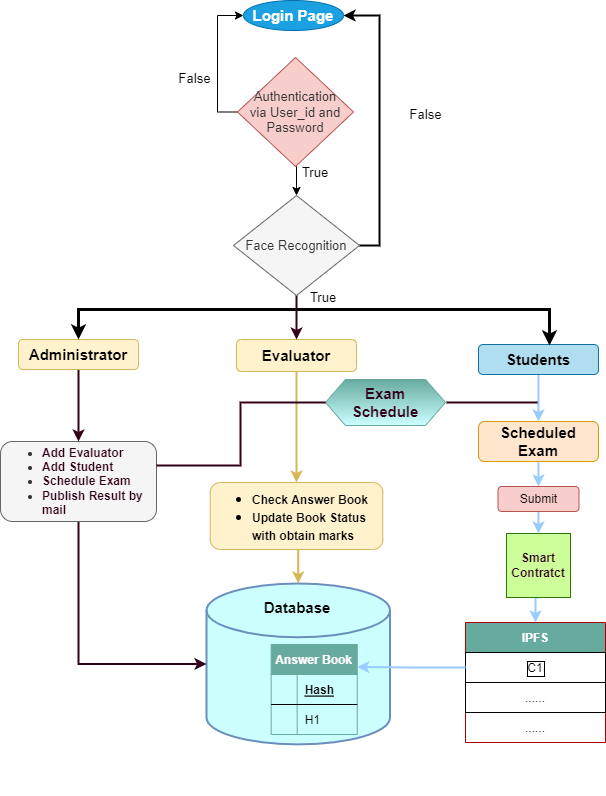 Login Page
False
Authentication
via User_id and
Password
False
True
Face Recognition
True
Administrator
Evaluator
Students
Exam
Schedule
Scheduled
Exam
Add Evaluator
Add Student
Schedule Exam
Publish Result by
mail
Check Answer Book
Update Book Status
with obtain marks
Submit
Smart
Contratct
Database
IPFS
Answer Book
C1
Hash
......
H1
......